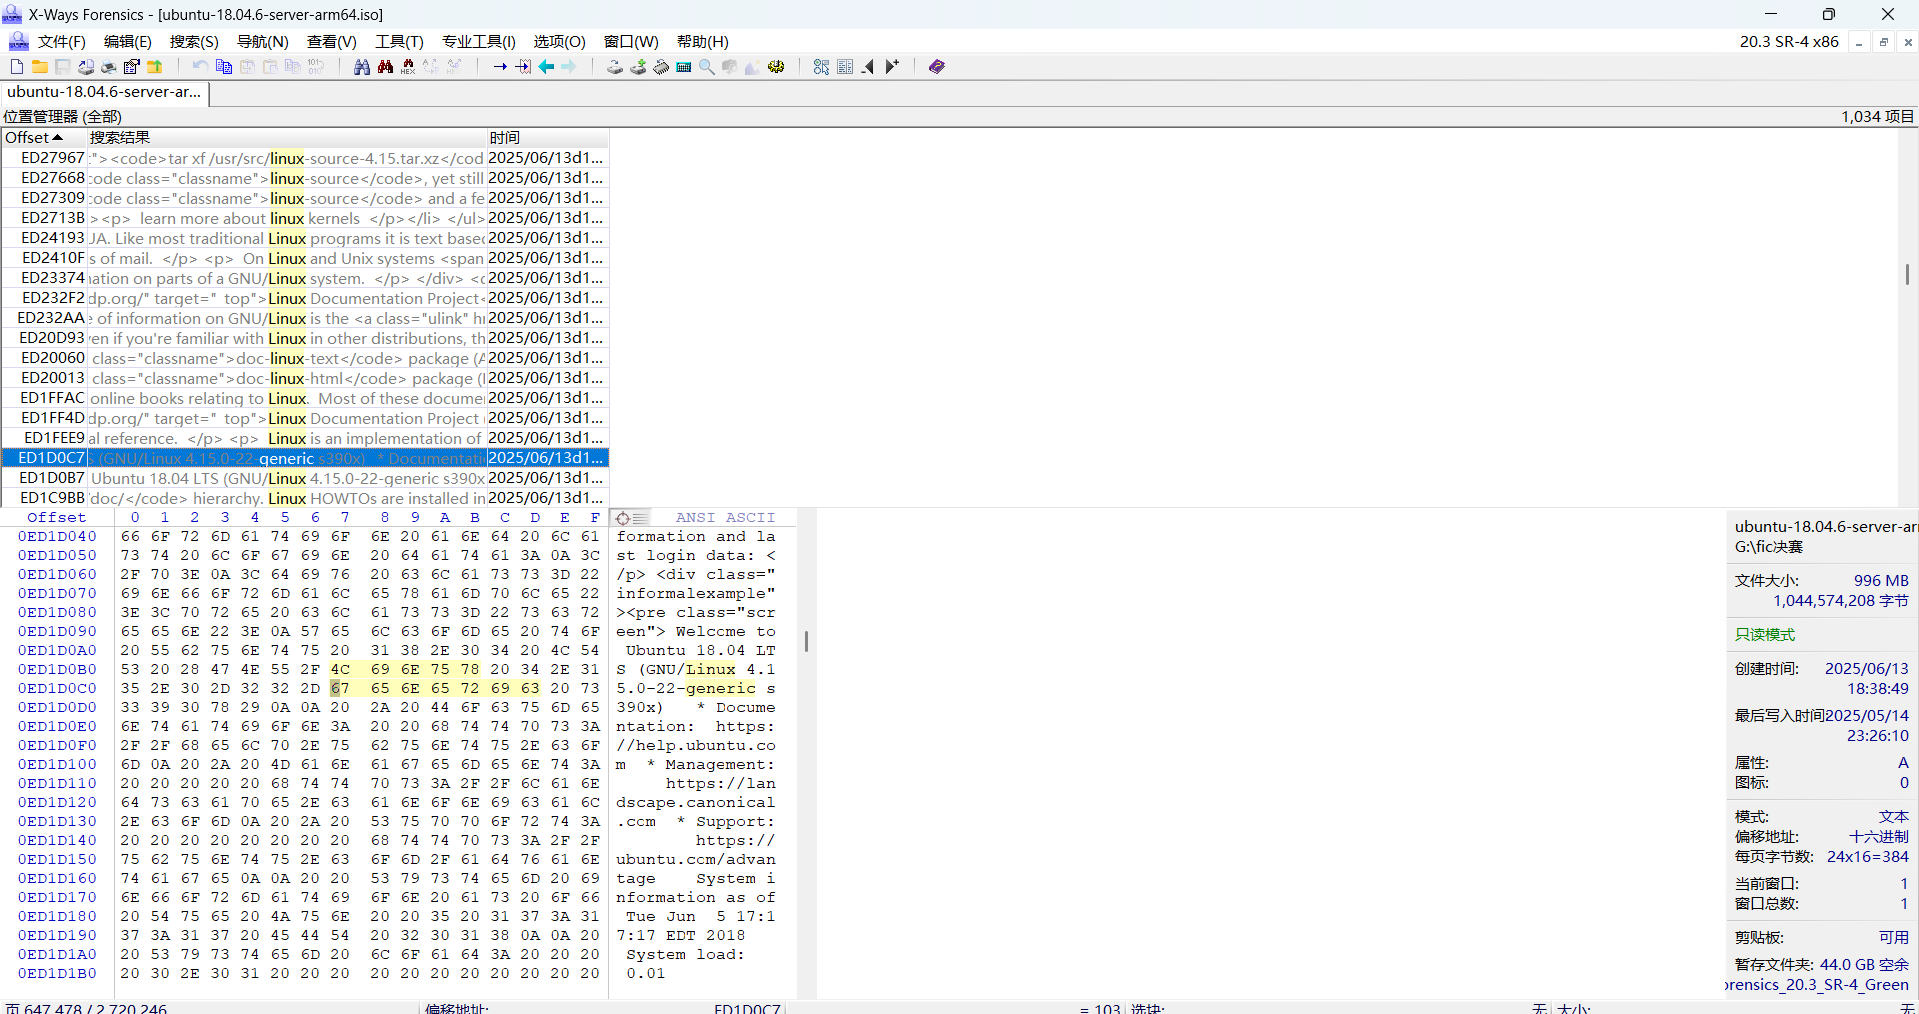 X-Ways Forensics - [ubuntu-18.04.6-server-arm64.iso]
文件(F) 编辑(E) 搜索(S) 导航(N) 查看(V) 工具(T) 专业工具(I) 选项(O) 窗口(W) 帮助(H) 20.3 SR-4 x86
ubuntu-18.04.6-server-ar...
位置管理器 (全部) 1,034 项目
Offset 搜索结果 时间
ED27967 :"><code>tar xf /usr/src/linux-source-4.15.tar.xz</cod 2025/06/13d1...
ED27668 code class="classname">linux-source</code>, yet still 2025/06/13d1...
ED27309 code class="classname">linux-source</code> and a fe 2025/06/13d1...
ED2713B ><p> learn more about linux kernels </p></li> </ul> 2025/06/13d1...
ED24193 JA. Like most traditional Linux programs it is text based 2025/06/13d1...
ED2410F s of mail. </p> <p> On Linux and Unix systems <span 2025/06/13d1...
ED23374 nation on parts of a GNU/Linux system. </p> </div> <d 2025/06/13d1...
ED232F2 dp.org/" target="_top">Linux Documentation Project< 2025/06/13d1...
ED232AA e of information on GNU/Linux is the <a class="ulink" hr 2025/06/13d1...
ED20D93 ven if you're familiar with Linux in other distributions, th 2025/06/13d1...
ED20060 class="classname">doc-linux-text</code> package (A 2025/06/13d1...
ED20013 class="classname">doc-linux-html</code> package (I 2025/06/13d1...
ED1FFAC online books relating to Linux. Most of these docume 2025/06/13d1...
ED1FF4D dp.org/" target="_top">Linux Documentation Project 2025/06/13d1...
ED1FEE9 al reference. </p> <p> Linux is an implementation of 2025/06/13d1...
ED1D0C7 S (GNU/Linux 4.15.0-22-generic s390x) * Documentati 2025/06/13d1...
ED1D0B7 Ubuntu 18.04 LTS (GNU/Linux 4.15.0-22-generic s390x 2025/06/13d1...
ED1C9BB 'doc/</code> hierarchy. Linux HOWTOs are installed in 2025/06/13d1...
Offset 0 1 2 3 4 5 6 7 8 9 A B C D E F ANSI ASCII
0ED1D040 66 6F 72 6D 61 74 69 6F 6E 20 61 6E 64 20 6C 61 formation and la
0ED1D050 73 74 20 6C 6F 67 69 6E 20 64 61 74 61 3A 0A 3C st login data: <
0ED1D060 2F 70 3E 0A 3C 64 69 76 20 63 6C 61 73 73 3D 22 /p> <div class="
0ED1D070 69 6E 66 6F 72 6D 61 6C 65 78 61 6D 70 6C 65 22 informalexample"
0ED1D080 3E 3C 70 72 65 20 63 6C 61 73 73 3D 22 73 63 72 ><pre class="scr
0ED1D090 65 65 6E 22 3E 0A 57 65 6C 63 6F 6D 65 20 74 6F een"> Welcome to
0ED1D0A0 20 55 62 75 6E 74 75 20 31 38 2E 30 34 20 4C 54 Ubuntu 18.04 LT
0ED1D0B0 53 20 28 47 4E 55 2F 4C 69 6E 75 78 20 34 2E 31 S (GNU/Linux 4.1
0ED1D0C0 35 2E 30 2D 32 32 2D 67 65 6E 65 72 69 63 20 73 5.0-22-generic s
0ED1D0D0 33 39 30 78 29 0A 0A 20 2A 20 44 6F 63 75 6D 65 390x) * Docume
0ED1D0E0 6E 74 61 74 69 6F 6E 3A 20 20 68 74 74 70 73 3A ntation: https:
0ED1D0F0 2F 2F 68 65 6C 70 2E 75 62 75 6E 74 75 2E 63 6F //help.ubuntu.co
0ED1D100 6D 0A 20 2A 20 4D 61 6E 61 67 65 6D 65 6E 74 3A m * Management:
0ED1D110 20 20 20 20 20 68 74 74 70 73 3A 2F 2F 6C 61 6E https://lan
0ED1D120 64 73 63 61 70 65 2E 63 61 6E 6F 6E 69 63 61 6C dscape.canonical
0ED1D130 2E 63 6F 6D 0A 20 2A 20 53 75 70 70 6F 72 74 3A .com * Support:
0ED1D140 20 20 20 20 20 20 20 20 68 74 74 70 73 3A 2F 2F https://
0ED1D150 75 62 75 6E 74 75 2E 63 6F 6D 2F 61 64 76 61 6E ubuntu.com/advan
0ED1D160 74 61 67 65 0A 0A 20 20 53 79 73 74 65 6D 20 69 tage System i
0ED1D170 6E 66 6F 72 6D 61 74 69 6F 6E 20 61 73 20 6F 66 nformation as of
0ED1D180 20 54 75 65 20 4A 75 6E 20 20 35 20 31 37 3A 31 Tue Jun 5 17:1
0ED1D190 37 3A 31 37 20 45 44 54 20 32 30 31 38 0A 0A 20 7:17 EDT 2018
0ED1D1A0 20 53 79 73 74 65 6D 20 6C 6F 61 64 3A 20 20 20 System load:
0ED1D1B0 20 30 2E 30 31 20 20 20 20 20 20 20 20 20 20 20 0.01
ubuntu-18.04.6-server-ar
G:\fic决赛
文件大小: 996 MB
1,044,574,208 字节
只读模式
创建时间: 2025/06/13
18:38:49
最后写入时间2025/05/14
23:26:10
属性: A
图标: 0
模式: 文本
偏移地址: 十六进制
每页字节数: 24x16=384
当前窗口: 1
窗口总数: 1
剪贴板: 可用
暂存文件夹: 44.0 GB 空余
orensics_20.3_SR-4_Green
页 647,478 / 2,720,246 偏移地址: ED1D0C7 = 103 选块: 无 大小: 无